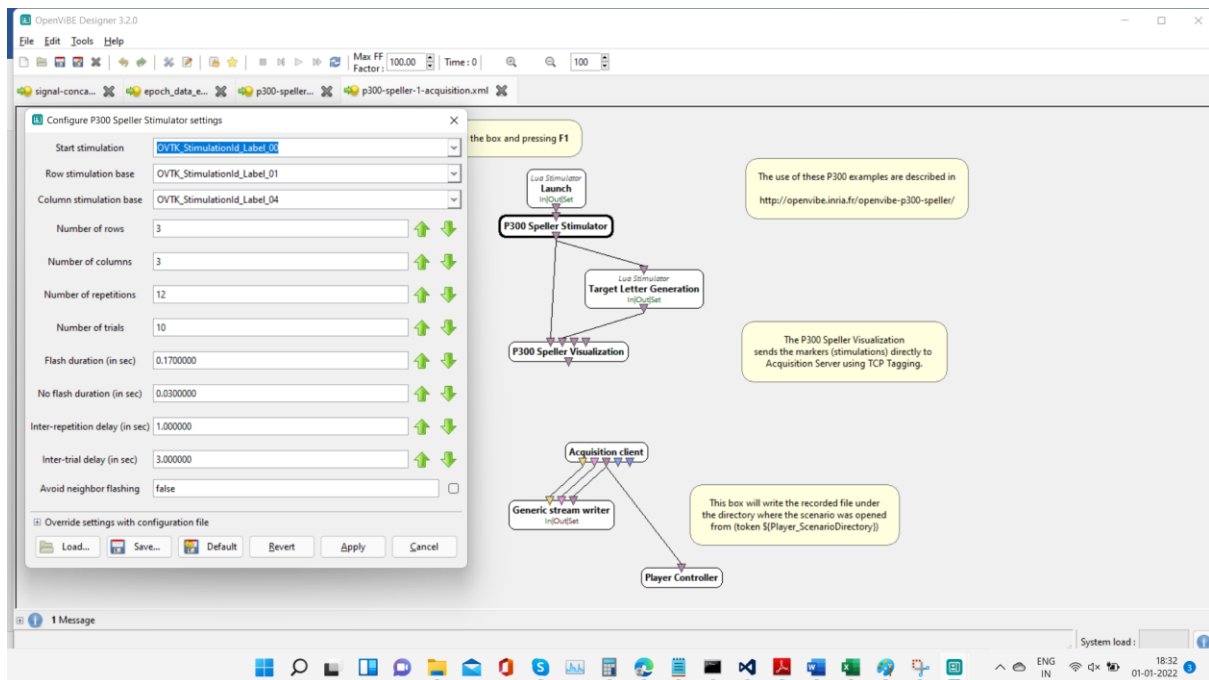 OpenViBE Designer 3.2.0
File Edit Tools Help
Max FF Factor: 100.00 Time: 0 100
signal-conca... epoch_data_e... p300-speller... p300-speller-1-acquisition.xml
Configure P300 Speller Stimulator settings
Start stimulation OVTK_StimulationId_Label_00
Row stimulation base OVTK_StimulationId_Label_01
Column stimulation base OVTK_StimulationId_Label_04
Number of rows 3
Number of columns 3
Number of repetitions 12
Number of trials 10
Flash duration (in sec) 0.1700000
No flash duration (in sec) 0.0300000
Inter-repetition delay (in sec) 1.000000
Inter-trial delay (in sec) 3.000000
Avoid neighbor flashing false
Override settings with configuration file
Load... Save... Default Revert Apply Cancel
the box and pressing F1
Lua Stimulator
Launch
In|Out|Set
P300 Speller Stimulator
Lua Stimulator
Target Letter Generation
In|Out|Set
P300 Speller Visualization
The use of these P300 examples are described in
http://openvibe.inria.fr/openvibe-p300-speller/
The P300 Speller Visualization
sends the markers (stimulations) directly to
Acquisition Server using TCP Tagging.
Acquisition client
Generic stream writer
In|Out|Set
Player Controller
This box will write the recorded file under
the directory where the scenario was opened
from (token ${Player_ScenarioDirectory})
1 Message
System load :
ENG
IN
18:32
01-01-2022
3